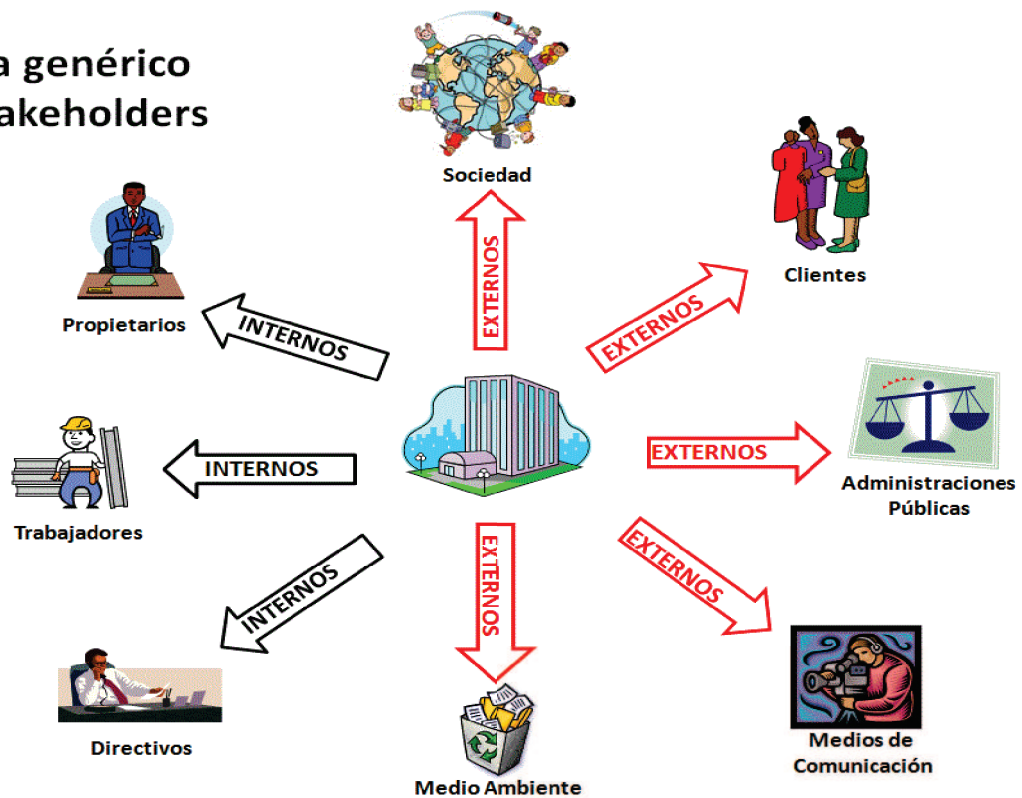 a genérico
akeholders
Sociedad
EXTERNOS
Clientes
EXTERNOS
Propietarios
INTERNOS
Trabajadores
INTERNOS
EXTERNOS
Administraciones
Públicas
INTERNOS
Directivos
EXTERNOS
Medio Ambiente
EXTERNOS
Medios de
Comunicación